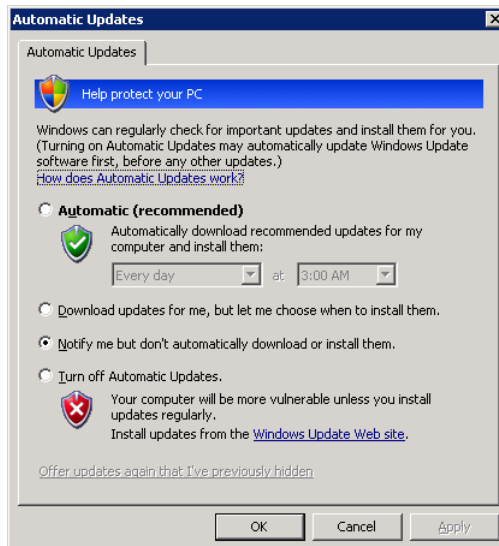 Automatic Updates
Automatic Updates
Help protect your PC
Windows can regularly check for important updates and install them for you.
(Turning on Automatic Updates may automatically update Windows Update
software first, before any other updates.)
How does Automatic Updates work?
Automatic (recommended)
Automatically download recommended updates for my
computer and install them:
Every day at 3:00 AM
Download updates for me, but let me choose when to install them.
Notify me but don't automatically download or install them.
Turn off Automatic Updates.
Your computer will be more vulnerable unless you install
updates regularly.
Install updates from the Windows Update Web site.
Offer updates again that I've previously hidden
OK Cancel Apply